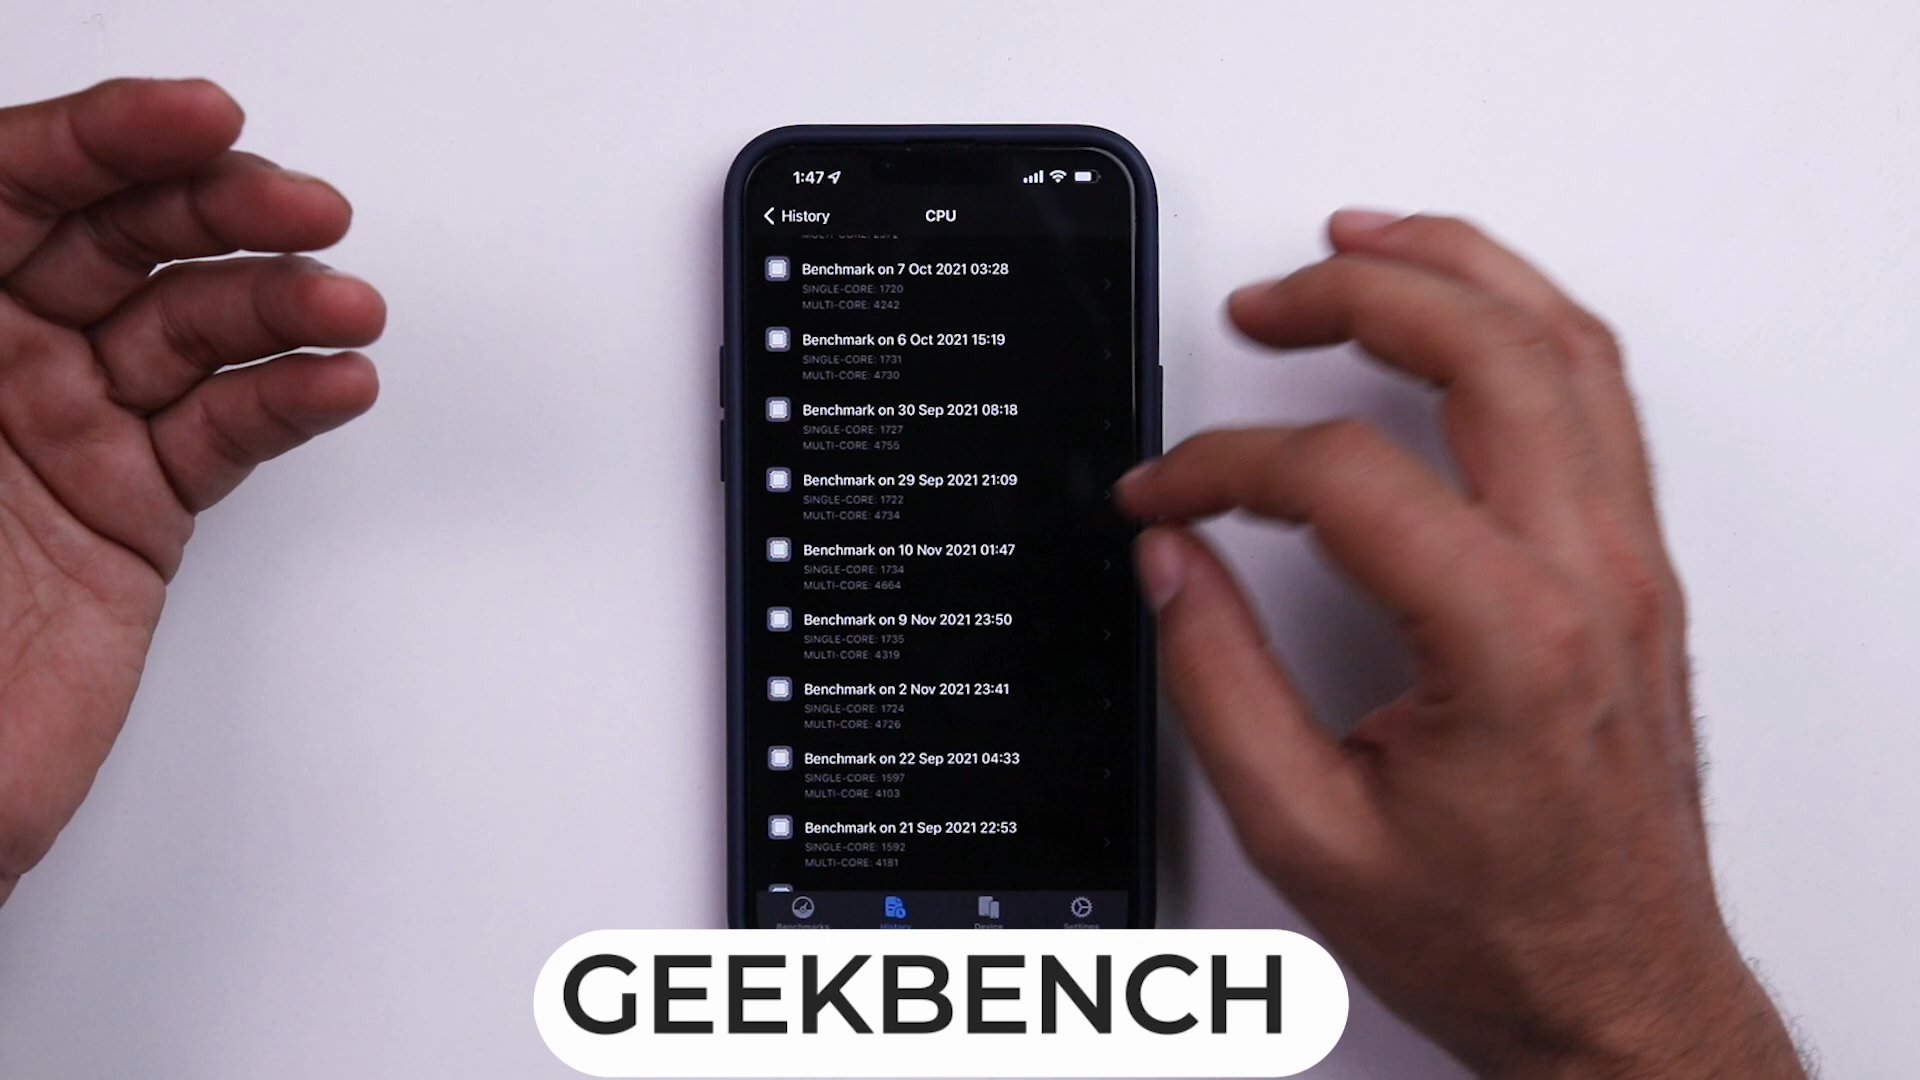 1:47
History
CPU
Benchmark on 7 Oct 2021 03:28
SINGLE-CORE: 1720
MULTI-CORE: 4242
Benchmark on 6 Oct 2021 15:19
SINGLE-CORE: 1731
MULTI-CORE: 4730
Benchmark on 30 Sep 2021 08:18
SINGLE-CORE: 1727
MULTI-CORE: 4755
Benchmark on 29 Sep 2021 21:09
SINGLE-CORE: 1722
MULTI-CORE: 4734
Benchmark on 10 Nov 2021 01:47
SINGLE-CORE: 1734
MULTI-CORE: 4664
Benchmark on 9 Nov 2021 23:50
SINGLE-CORE: 1735
MULTI-CORE: 4319
Benchmark on 2 Nov 2021 23:41
SINGLE-CORE: 1724
MULTI-CORE: 4726
Benchmark on 22 Sep 2021 04:33
SINGLE-CORE: 1597
MULTI-CORE: 4103
Benchmark on 21 Sep 2021 22:53
SINGLE-CORE: 1592
MULTI-CORE: 4181
Benchmarks History Device Settings
GEEKBENCH